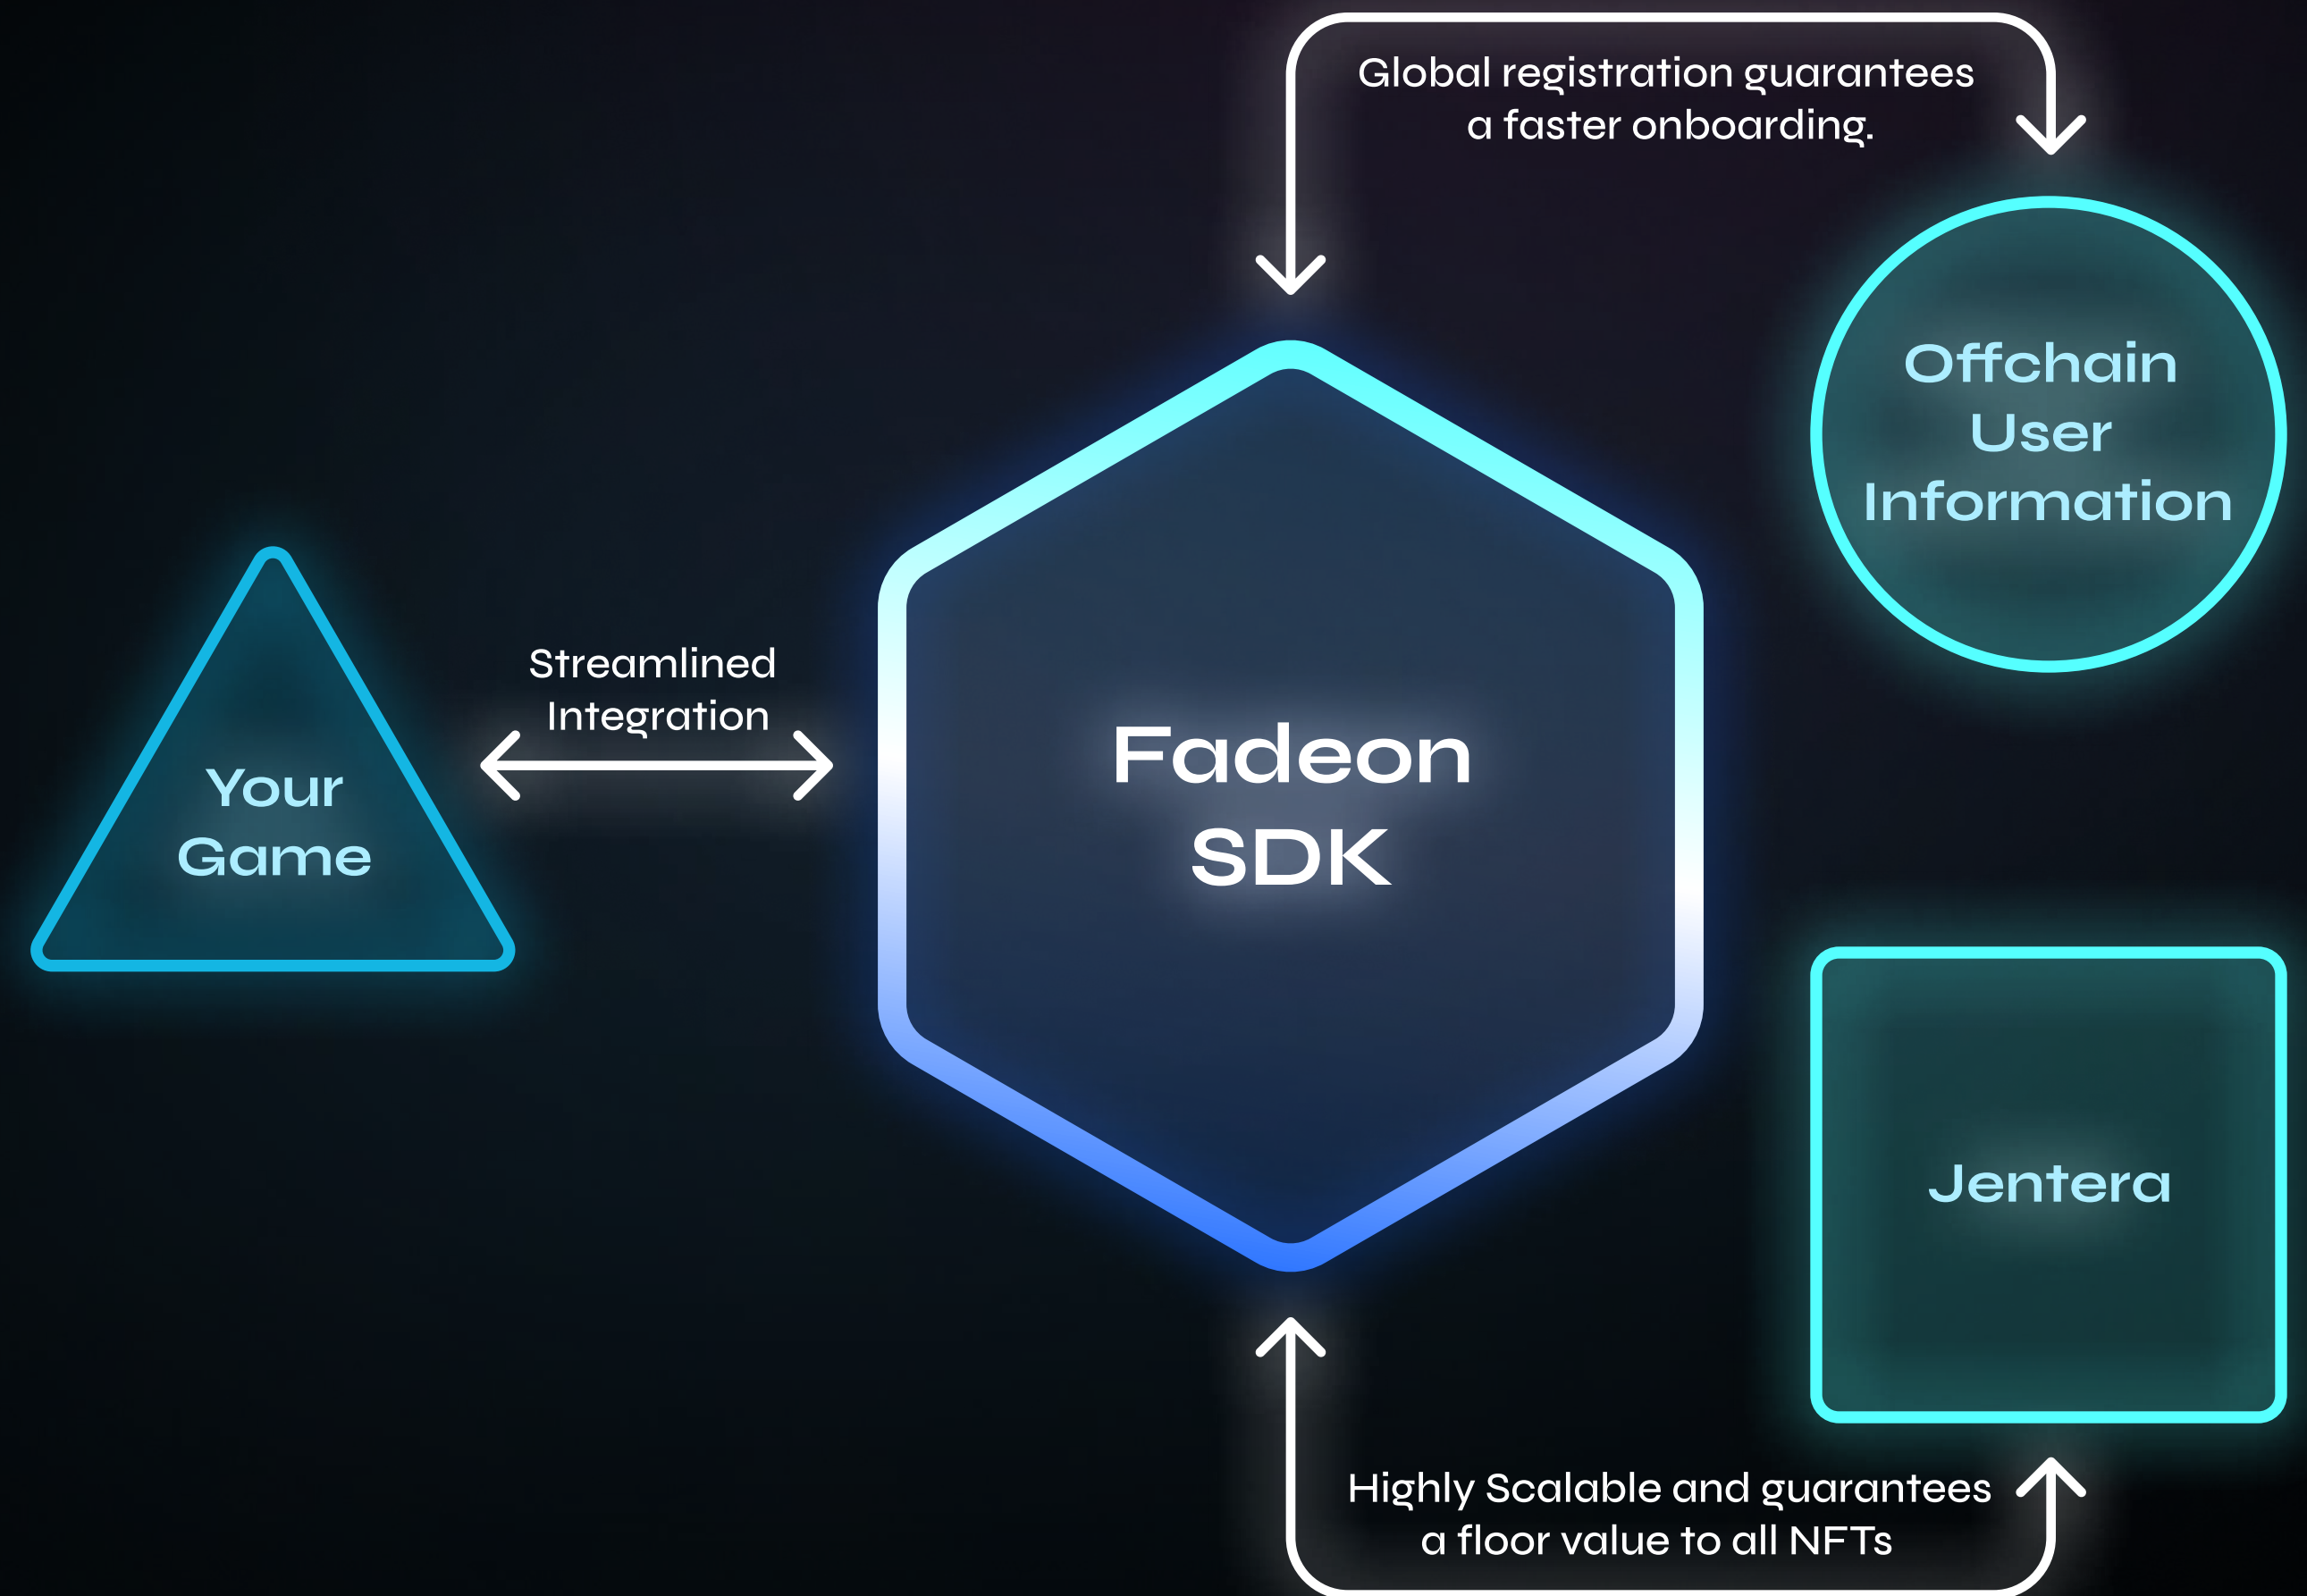 Global registration guarantees
a faster onboarding.
Offchain
User
Information
Streamlined
Integration
Your
Game
Fadeon
SDK
Jentera
Highly Scalable and guarantees
a floor value to all NFTs